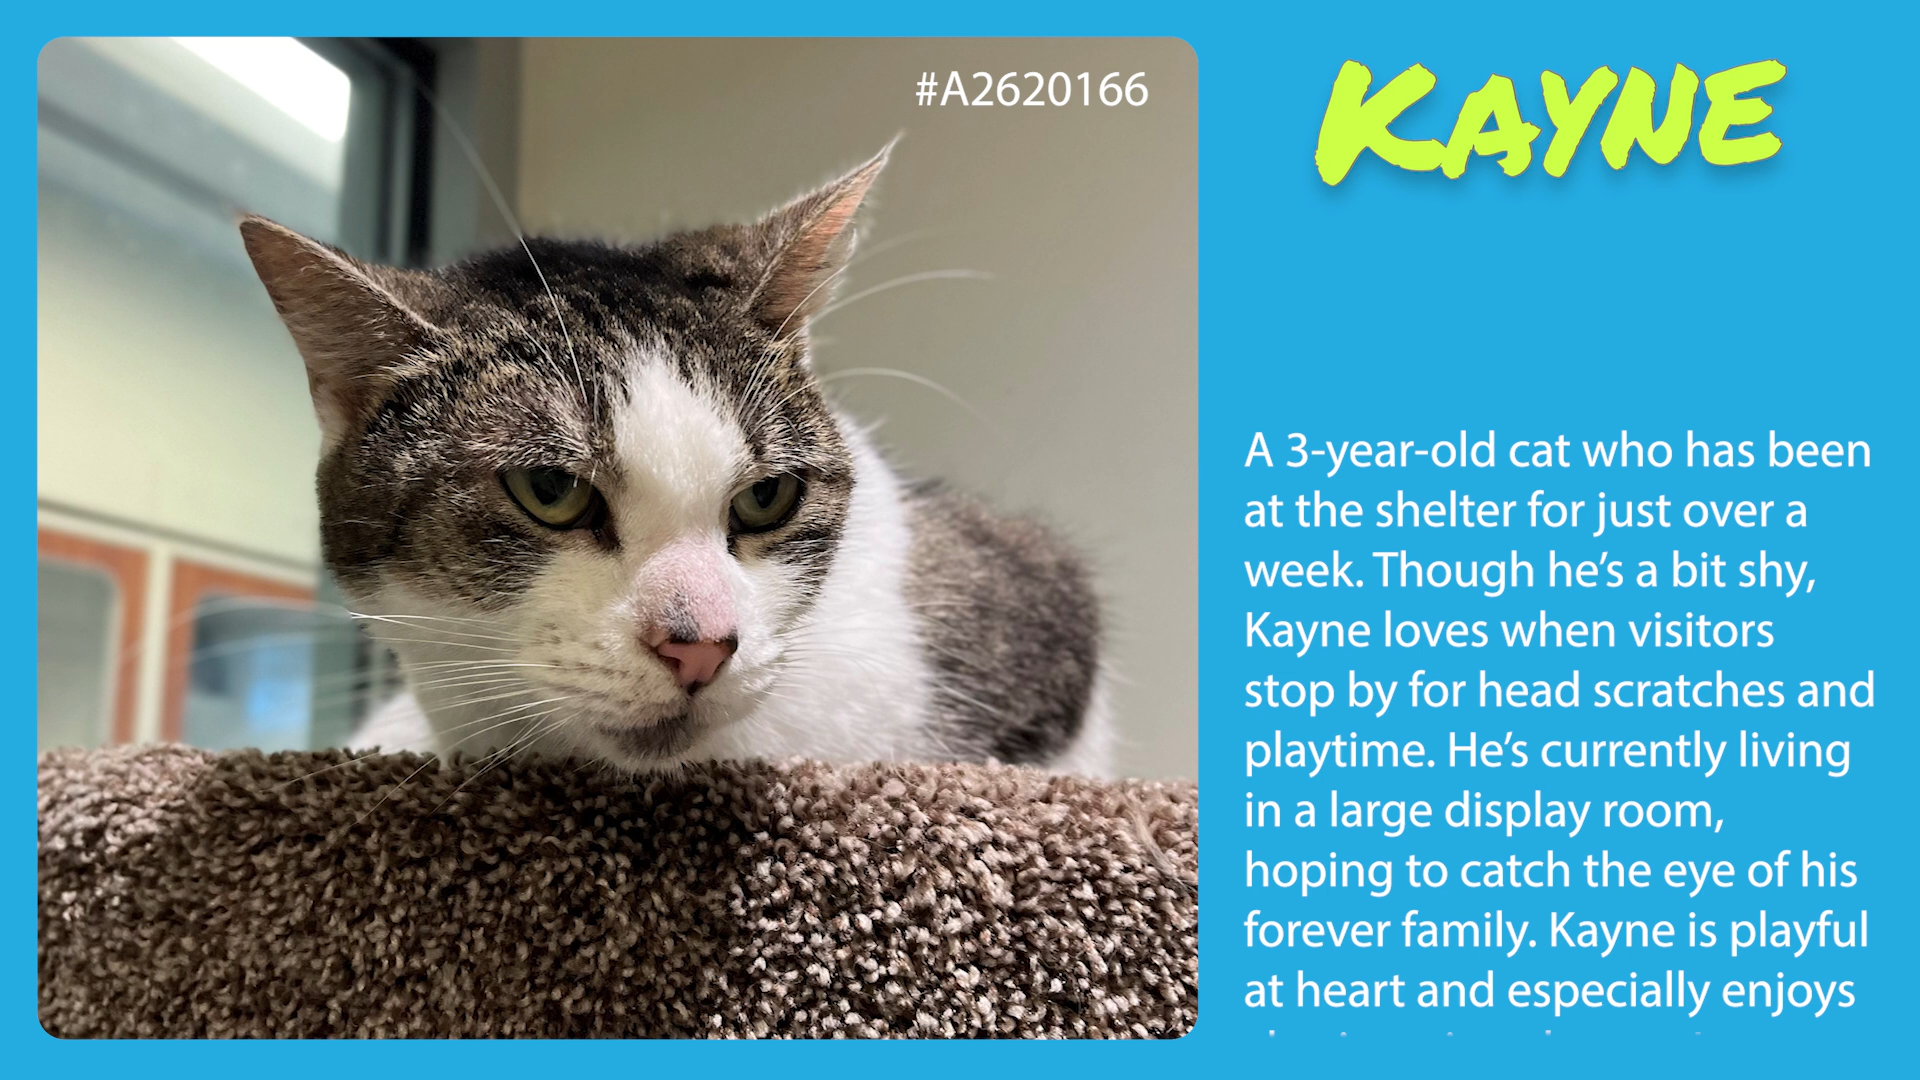 #A2620166
KAYNE
A 3-year-old cat who has been
at the shelter for just over a
week. Though he’s a bit shy,
Kayne loves when visitors
stop by for head scratches and
playtime. He’s currently living
in a large display room,
hoping to catch the eye of his
forever family. Kayne is playful
at heart and especially enjoys